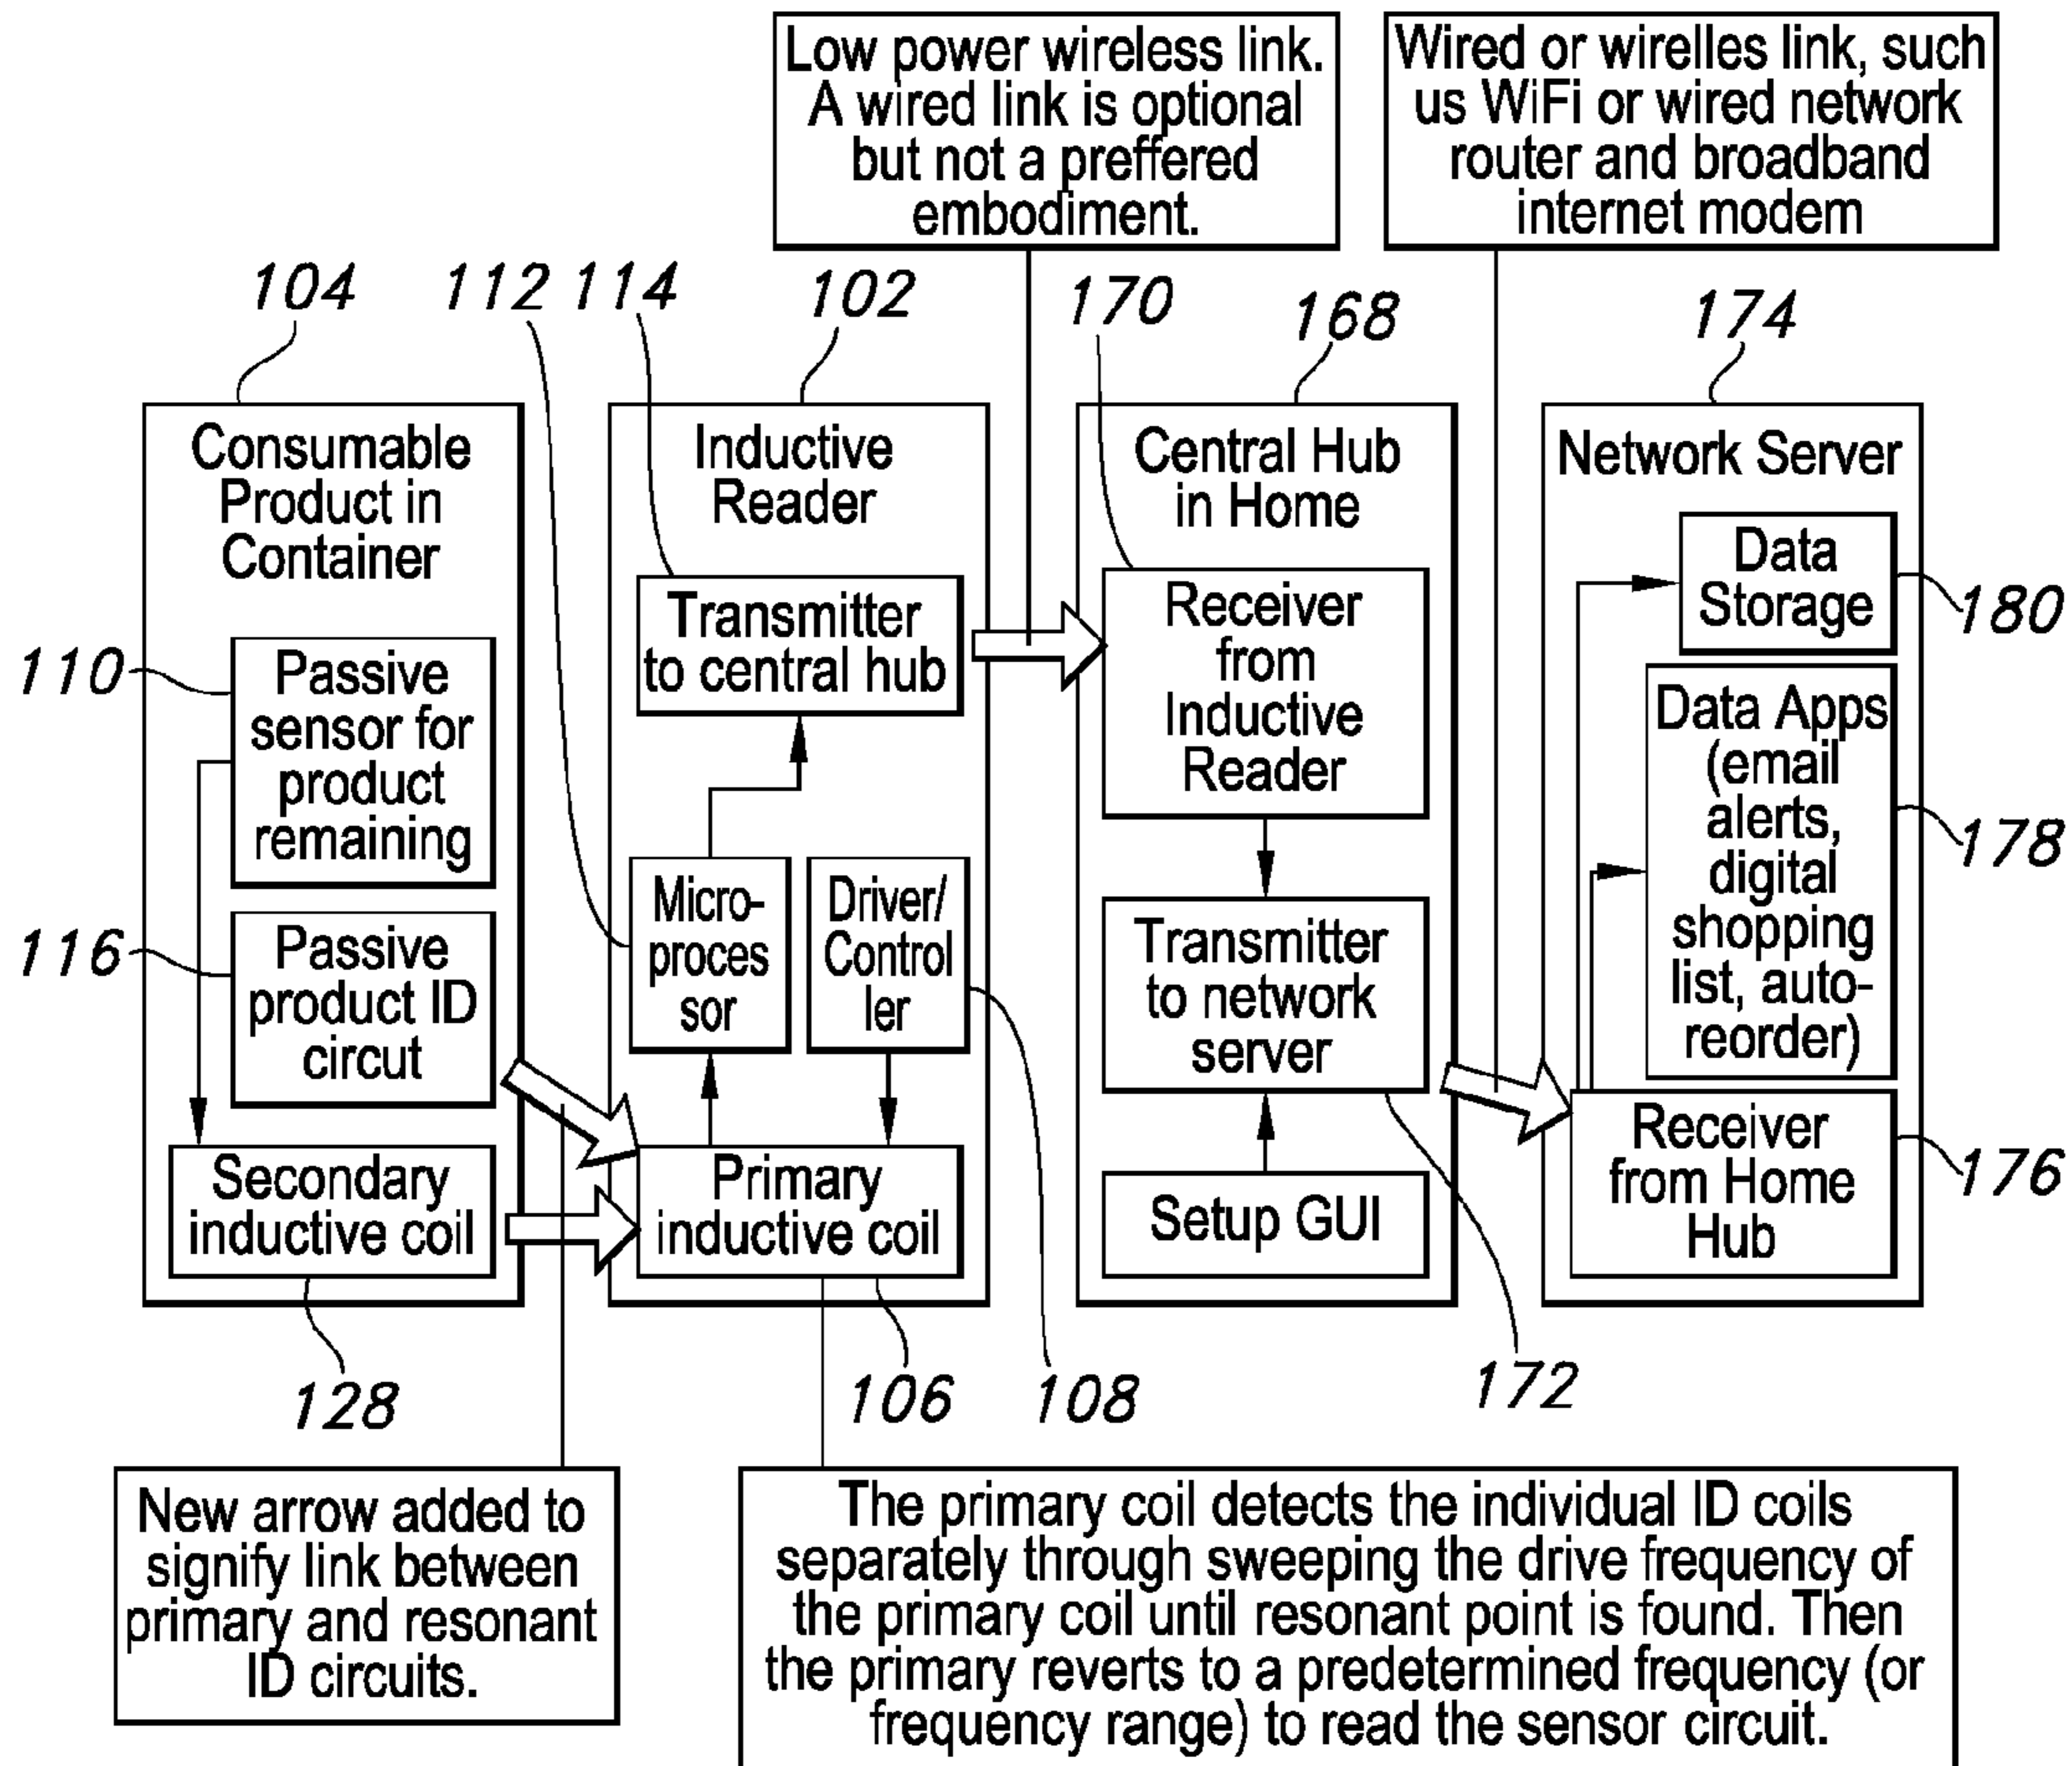 Low power wireless link.
A wired link is optional
but not a preffered
embodiment.
Wired or wirelles link, such
us WiFi or wired network
router and broadband
internet modem
104
112
114
102
170
168
174
Consumable
Product in
Container
110
Passive
sensor for
product
remaining
116
Passive
product ID
circut
Secondary
inductive coil
128
Inductive
Reader
Transmitter
to central hub
Micro-
proces
sor
Driver/
Control
ler
Primary
inductive coil
106
108
Central Hub
in Home
Receiver
from
Inductive
Reader
Transmitter
to network
server
Setup GUI
172
Network Server
Data
Storage
180
Data Apps
(email
alerts,
digital
shopping
list, auto-
reorder)
178
Receiver
from Home
Hub
176
New arrow added to
signify link between
primary and resonant
ID circuits.
The primary coil detects the individual ID coils
separately through sweeping the drive frequency of
the primary coil until resonant point is found. Then
the primary reverts to a predetermined frequency (or
frequency range) to read the sensor circuit.